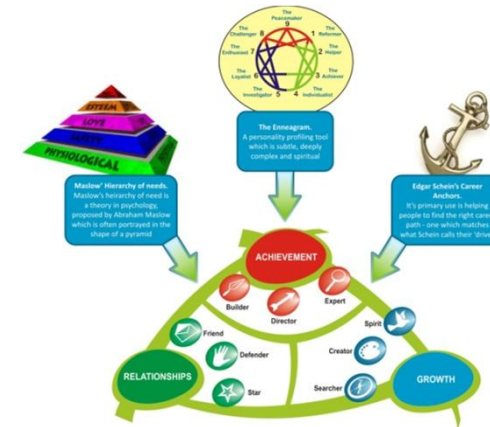 The
Peacemaker
9
The
Challenger 8
1 The
Reformer
The
Enthusiast 7
2 The
Helper
The
Loyalist 6
3 The
Achiever
The
Investigator 5
4 The
Individualist
ESTEEM
LOVE
SAFETY
PHYSIOLOGICAL
The Enneagram.
A personality profiling tool
which is subtle, deeply
complex and spiritual
Maslow' Hierarchy of needs.
Maslow's heirarchy of need is
a theory in psychology,
proposed by Abraham Maslow
which is often portrayed in the
shape of a pyramid
Edgar Schein's Career
Anchors.
It's primary use is helping
people to find the right caree
path - one which matches
what Schein calls their 'drive
ACHIEVEMENT
Builder
Director
Expert
Friend
Defender
Star
Spirit
Creator
Searcher
RELATIONSHIPS
GROWTH